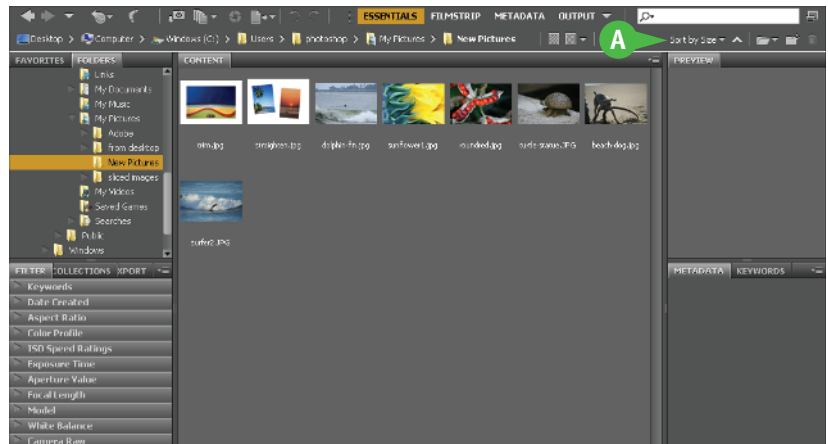 ESSENTIALS FILMSTRIP METADATA OUTPUT
Desktop > Computer > Windows (C:) > Users > photoshop > My Pictures > New Pictures
A
Sort by Size
FAVORITES FOLDERS
Links
My Documents
My Music
My Pictures
Adobe
from desktop
New Pictures
sliced images
My Videos
Saved Games
Searches
Public
Windows
CONTENT
straighten.jpg dolphin-fin.jpg sunflower1.jpg roundred.jpg turtle-statue.JPG beach-dog.jpg
surfer2.JPG
PREVIEW
FILTER COLLECTIONS XPORT
Keywords
Date Created
Aspect Ratio
Color Profile
ISO Speed Ratings
Exposure Time
Aperture Value
Focal Length
Model
White Balance
Camera Raw
METADATA KEYWORDS